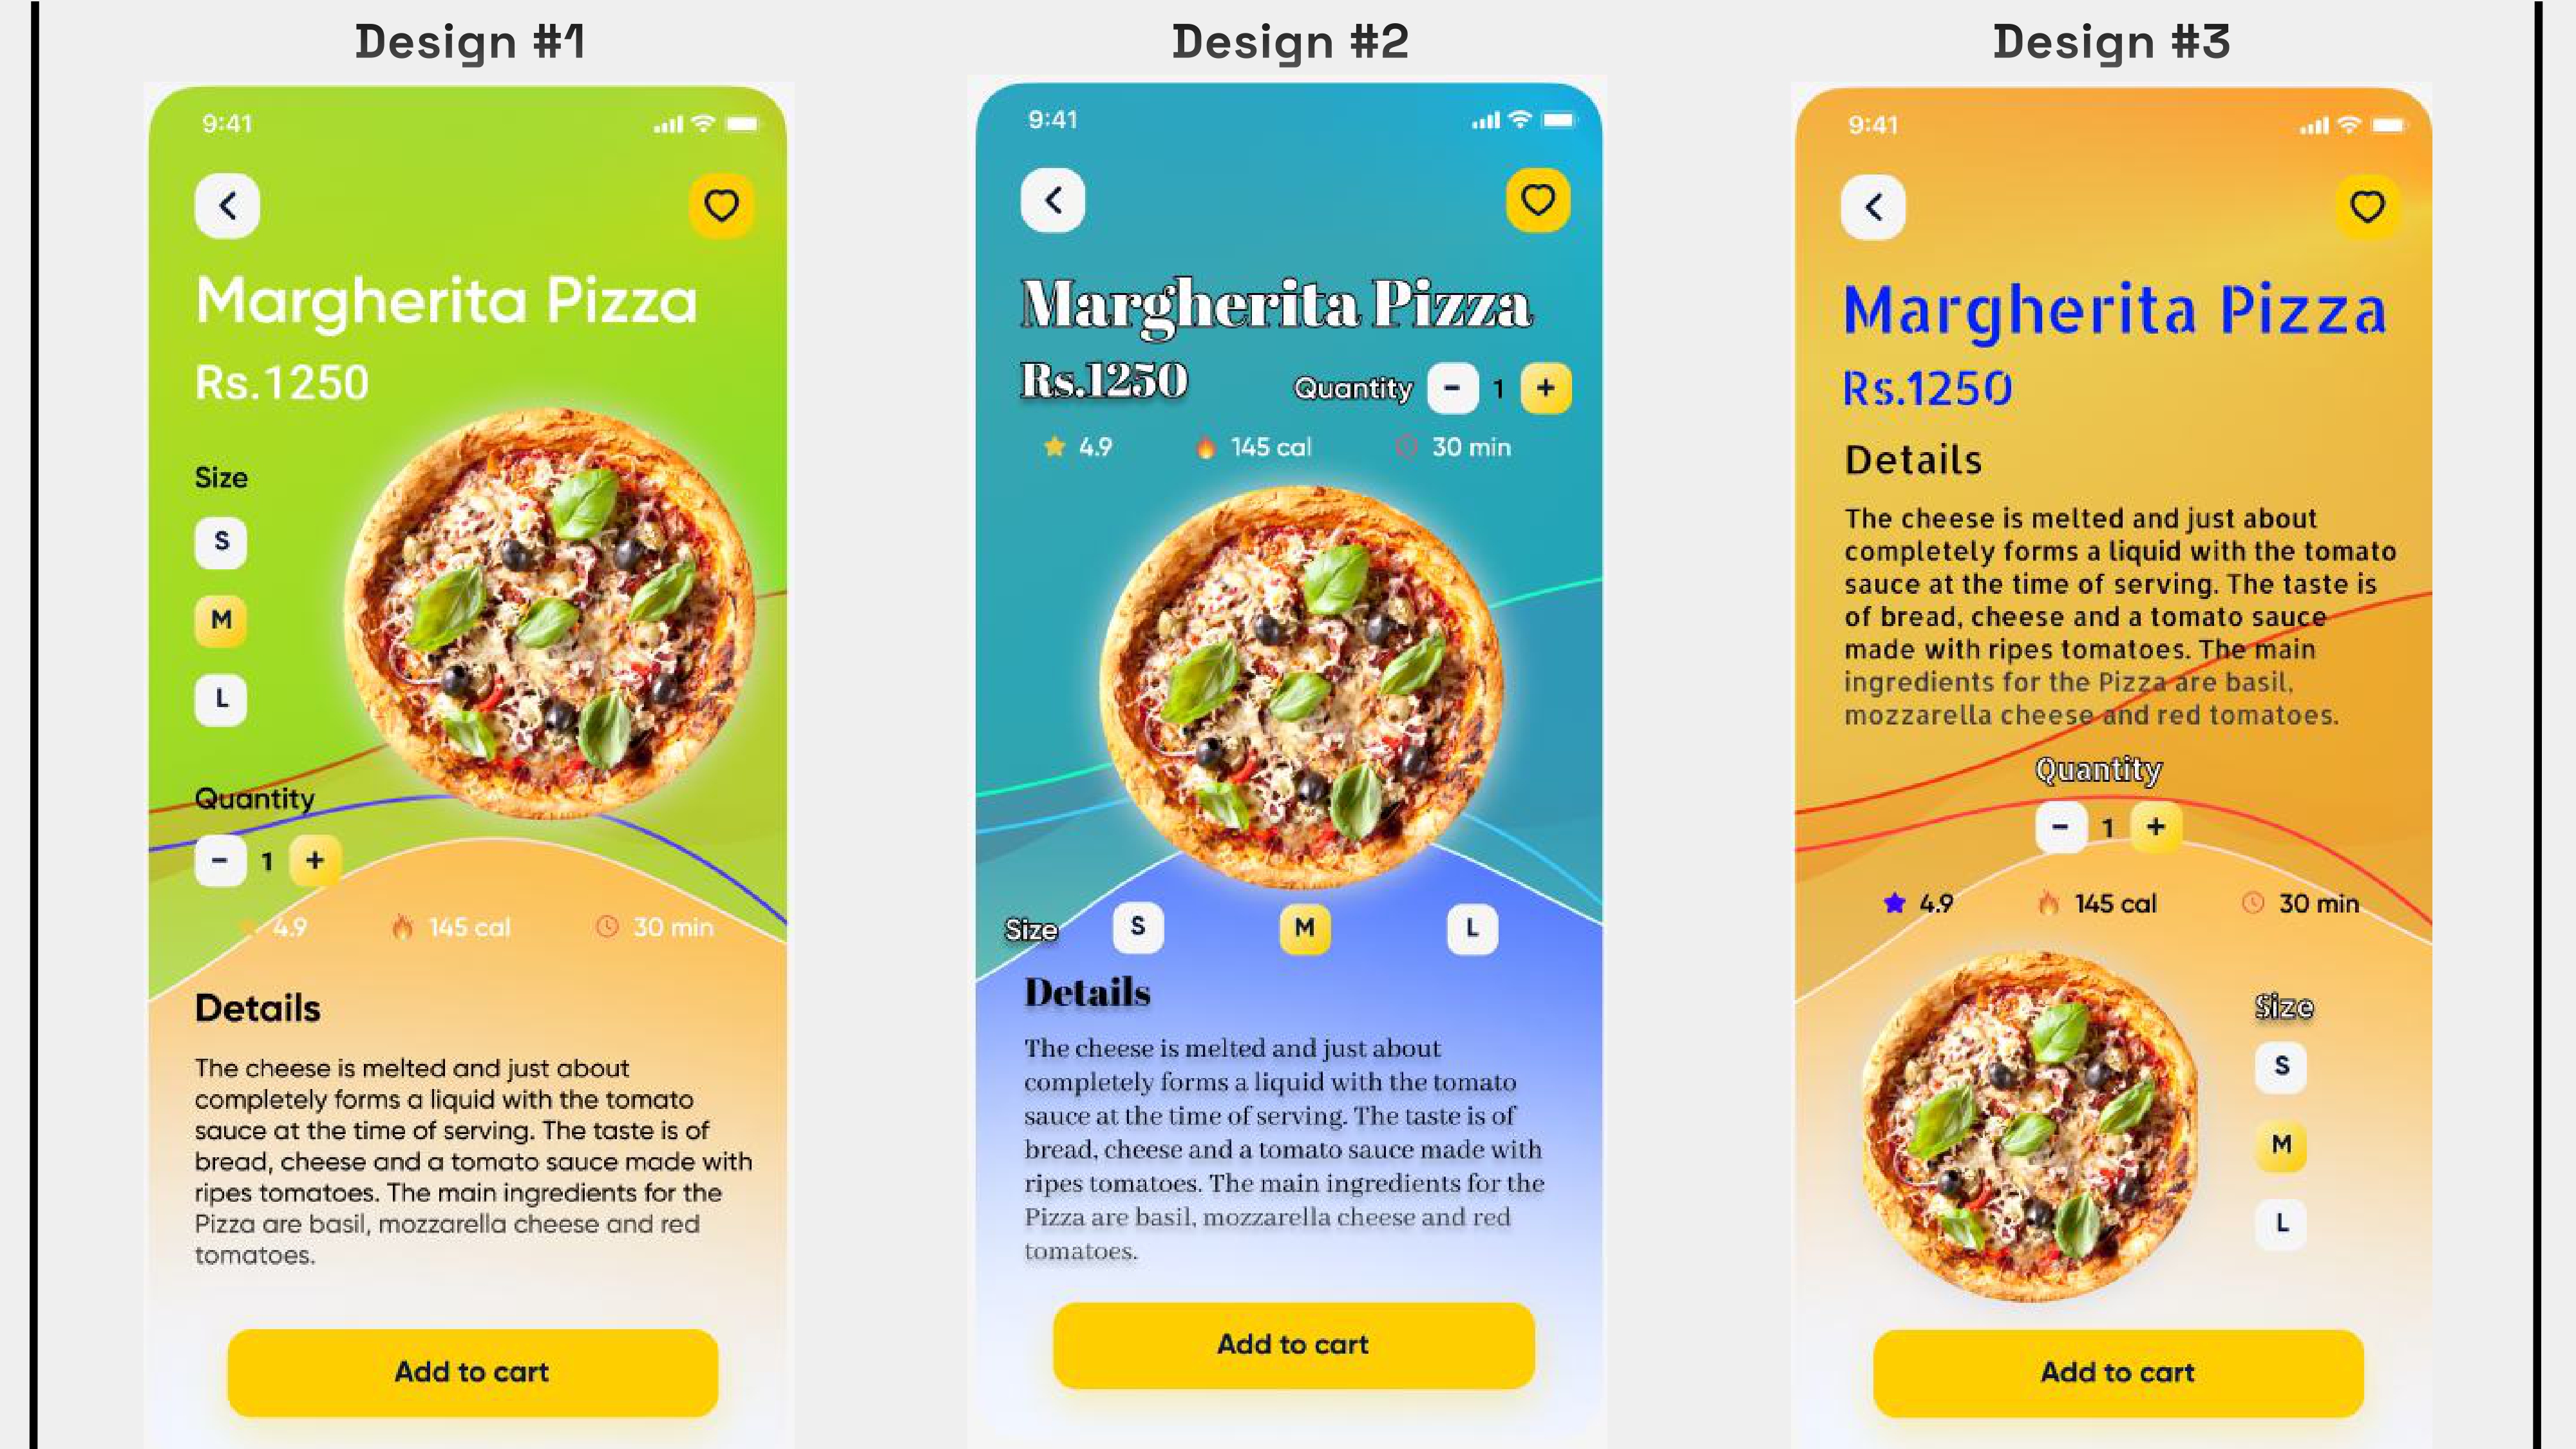 Design #1
9:41
Margherita Pizza
Rs.1250
Size
S
M
L
Quantity
- 1 +
4.9 145 cal 30 min
Details
The cheese is melted and just about
completely forms a liquid with the tomato
sauce at the time of serving. The taste is of
bread, cheese and a tomato sauce made with
ripes tomatoes. The main ingredients for the
Pizza are basil, mozzarella cheese and red
tomatoes.
Add to cart
Design #2
9:41
Margherita Pizza
Rs.1250 Quantity - 1 +
4.9 145 cal 30 min
Size S M L
Details
The cheese is melted and just about
completely forms a liquid with the tomato
sauce at the time of serving. The taste is of
bread, cheese and a tomato sauce made with
ripes tomatoes. The main ingredients for the
Pizza are basil, mozzarella cheese and red
tomatoes.
Add to cart
Design #3
9:41
Margherita Pizza
Rs.1250
Details
The cheese is melted and just about
completely forms a liquid with the tomato
sauce at the time of serving. The taste is
of bread, cheese and a tomato sauce
made with ripes tomatoes. The main
ingredients for the Pizza are basil,
mozzarella cheese and red tomatoes.
Quantity
- 1 +
4.9 145 cal 30 min
Size
S
M
L
Add to cart